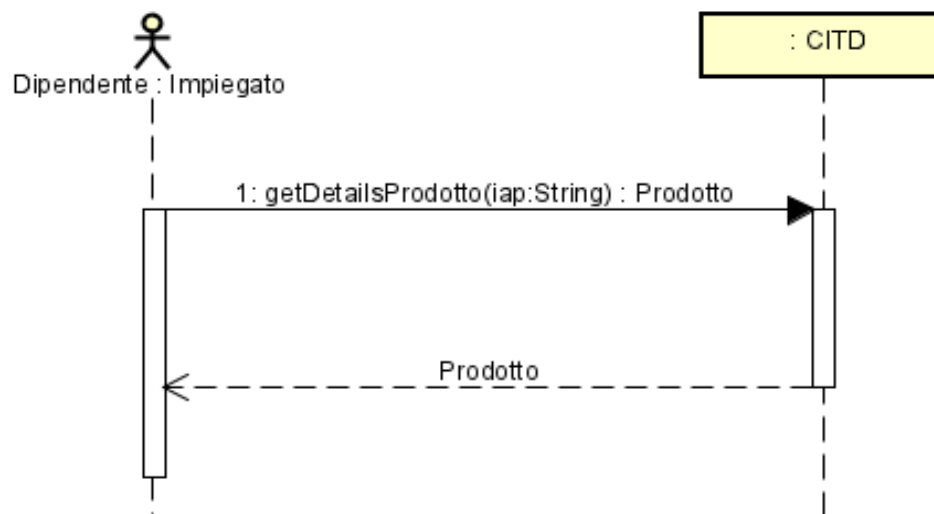 : CITD
Dipendente : Impiegato
1: getDetailsProdotto(iap:String) : Prodotto
Prodotto